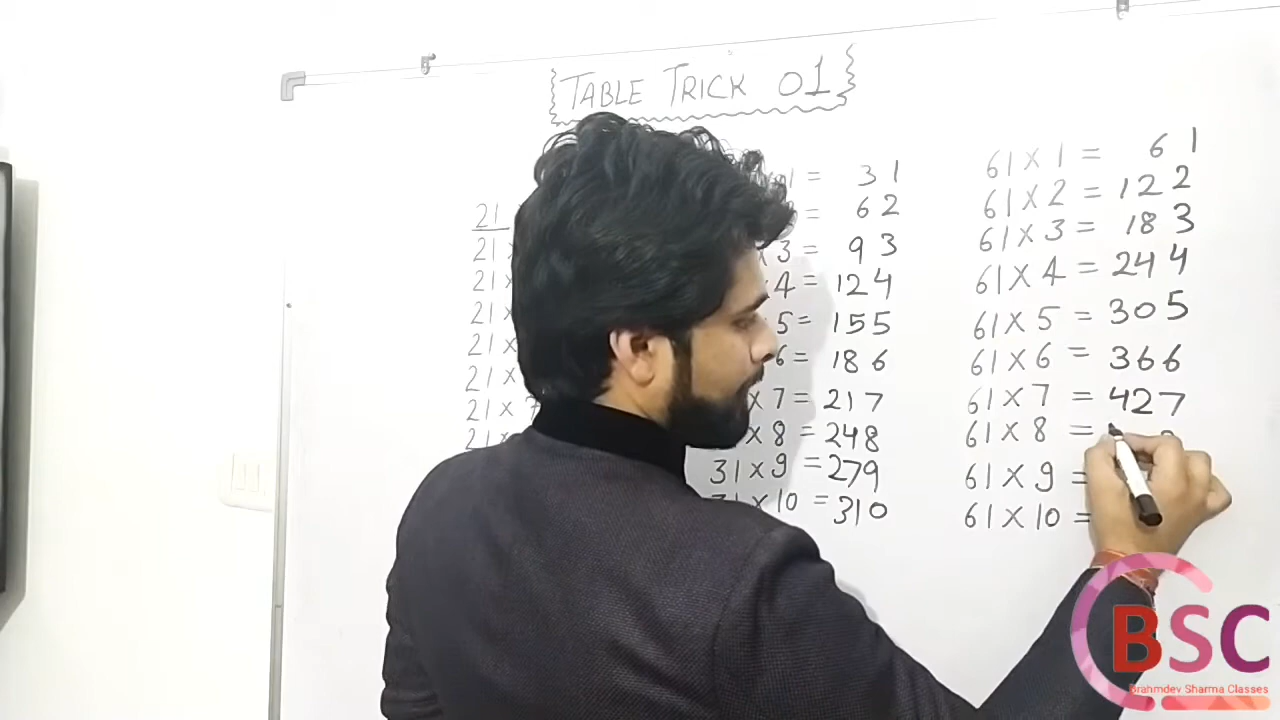 TABLE TRICK 01
21
21 ×
21 ×
21 ×
21 ×
21 ×
21 × 7
21 ×
1 = 31
= 62
× 3 = 93
× 4 = 124
5 = 155
6 = 186
× 7 = 217
× 8 = 248
31 × 9 = 279
31 × 10 = 310
61 × 1 = 61
61 × 2 = 122
61 × 3 = 183
61 × 4 = 244
61 × 5 = 305
61 × 6 = 366
61 × 7 = 427
61 × 8 =
61 × 9 =
61 × 10 =
BSC
Brahmdev Sharma Classes